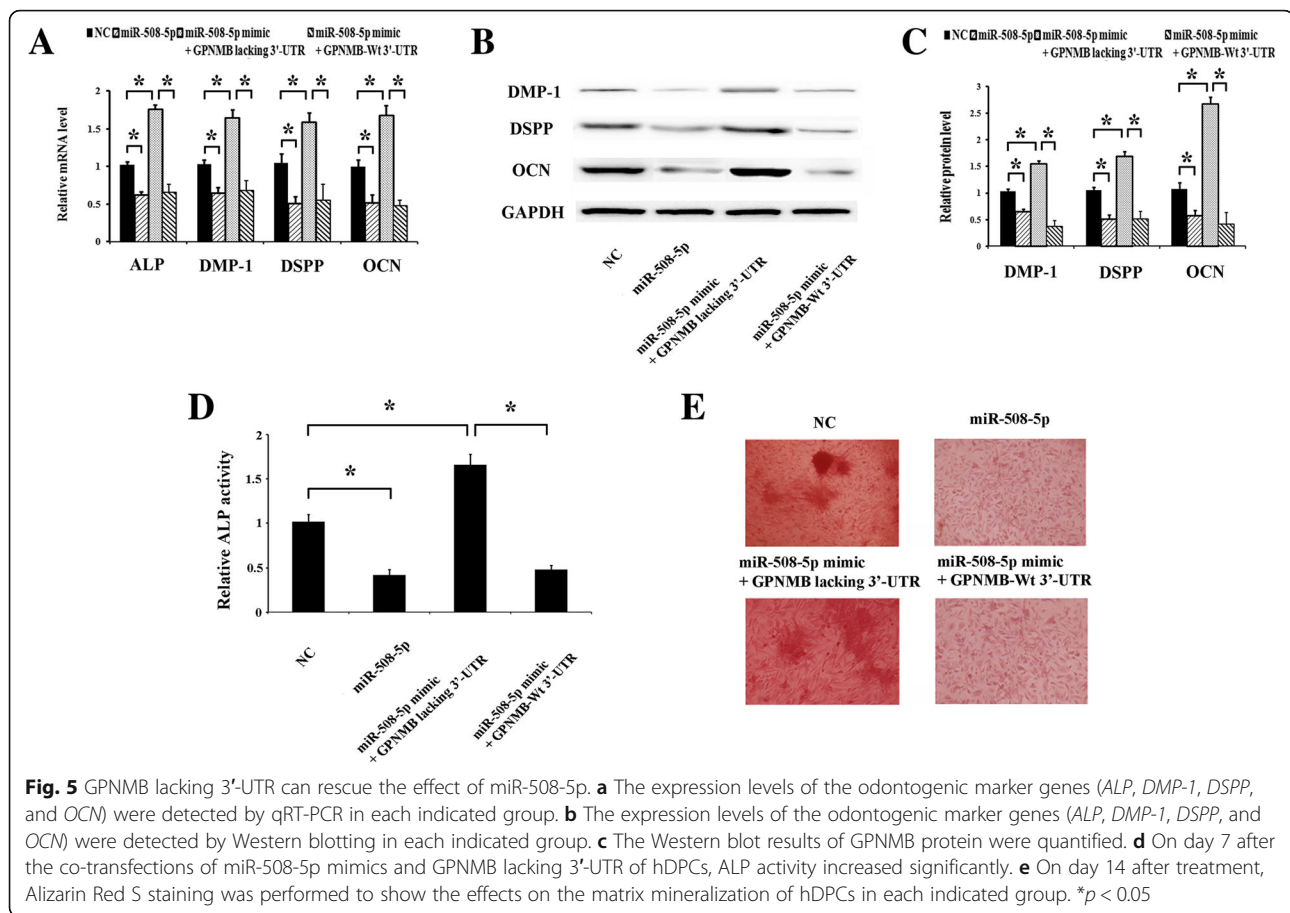 A
NC miR-508-5p miR-508-5p mimic miR-508-5p mimic
+ GPNMB lacking 3'-UTR + GPNMB-Wt 3'-UTR
Relative mRNA level
2
1.5
1
0.5
0
* * * * * * * *
* * * *
ALP DMP-1 DSPP OCN
B
DMP-1
DSPP
OCN
GAPDH
NC
miR-508-5p
miR-508-5p mimic
+ GPNMB lacking 3'-UTR
miR-508-5p mimic
+ GPNMB-Wt 3'-UTR
C
NC miR-508-5p miR-508-5p mimic miR-508-5p mimic
+ GPNMB lacking 3'-UTR + GPNMB-Wt 3'-UTR
Relative protein level
3
2.5
2
1.5
1
0.5
0
* * * * * *
* * *
DMP-1 DSPP OCN
D
Relative ALP activity
2
1.5
1
0.5
0
* *
*
NC
miR-508-5p
miR-508-5p mimic
+ GPNMB lacking 3'-UTR
miR-508-5p mimic
+ GPNMB-Wt 3'-UTR
E
NC miR-508-5p
miR-508-5p mimic miR-508-5p mimic
+ GPNMB lacking 3'-UTR + GPNMB-Wt 3'-UTR
Fig. 5 GPNMB lacking 3′-UTR can rescue the effect of miR-508-5p. a The expression levels of the odontogenic marker genes (ALP, DMP-1, DSPP,
and OCN) were detected by qRT-PCR in each indicated group. b The expression levels of the odontogenic marker genes (ALP, DMP-1, DSPP, and
OCN) were detected by Western blotting in each indicated group. c The Western blot results of GPNMB protein were quantified. d On day 7 after
the co-transfections of miR-508-5p mimics and GPNMB lacking 3′-UTR of hDPCs, ALP activity increased significantly. e On day 14 after treatment,
Alizarin Red S staining was performed to show the effects on the matrix mineralization of hDPCs in each indicated group. *p < 0.05